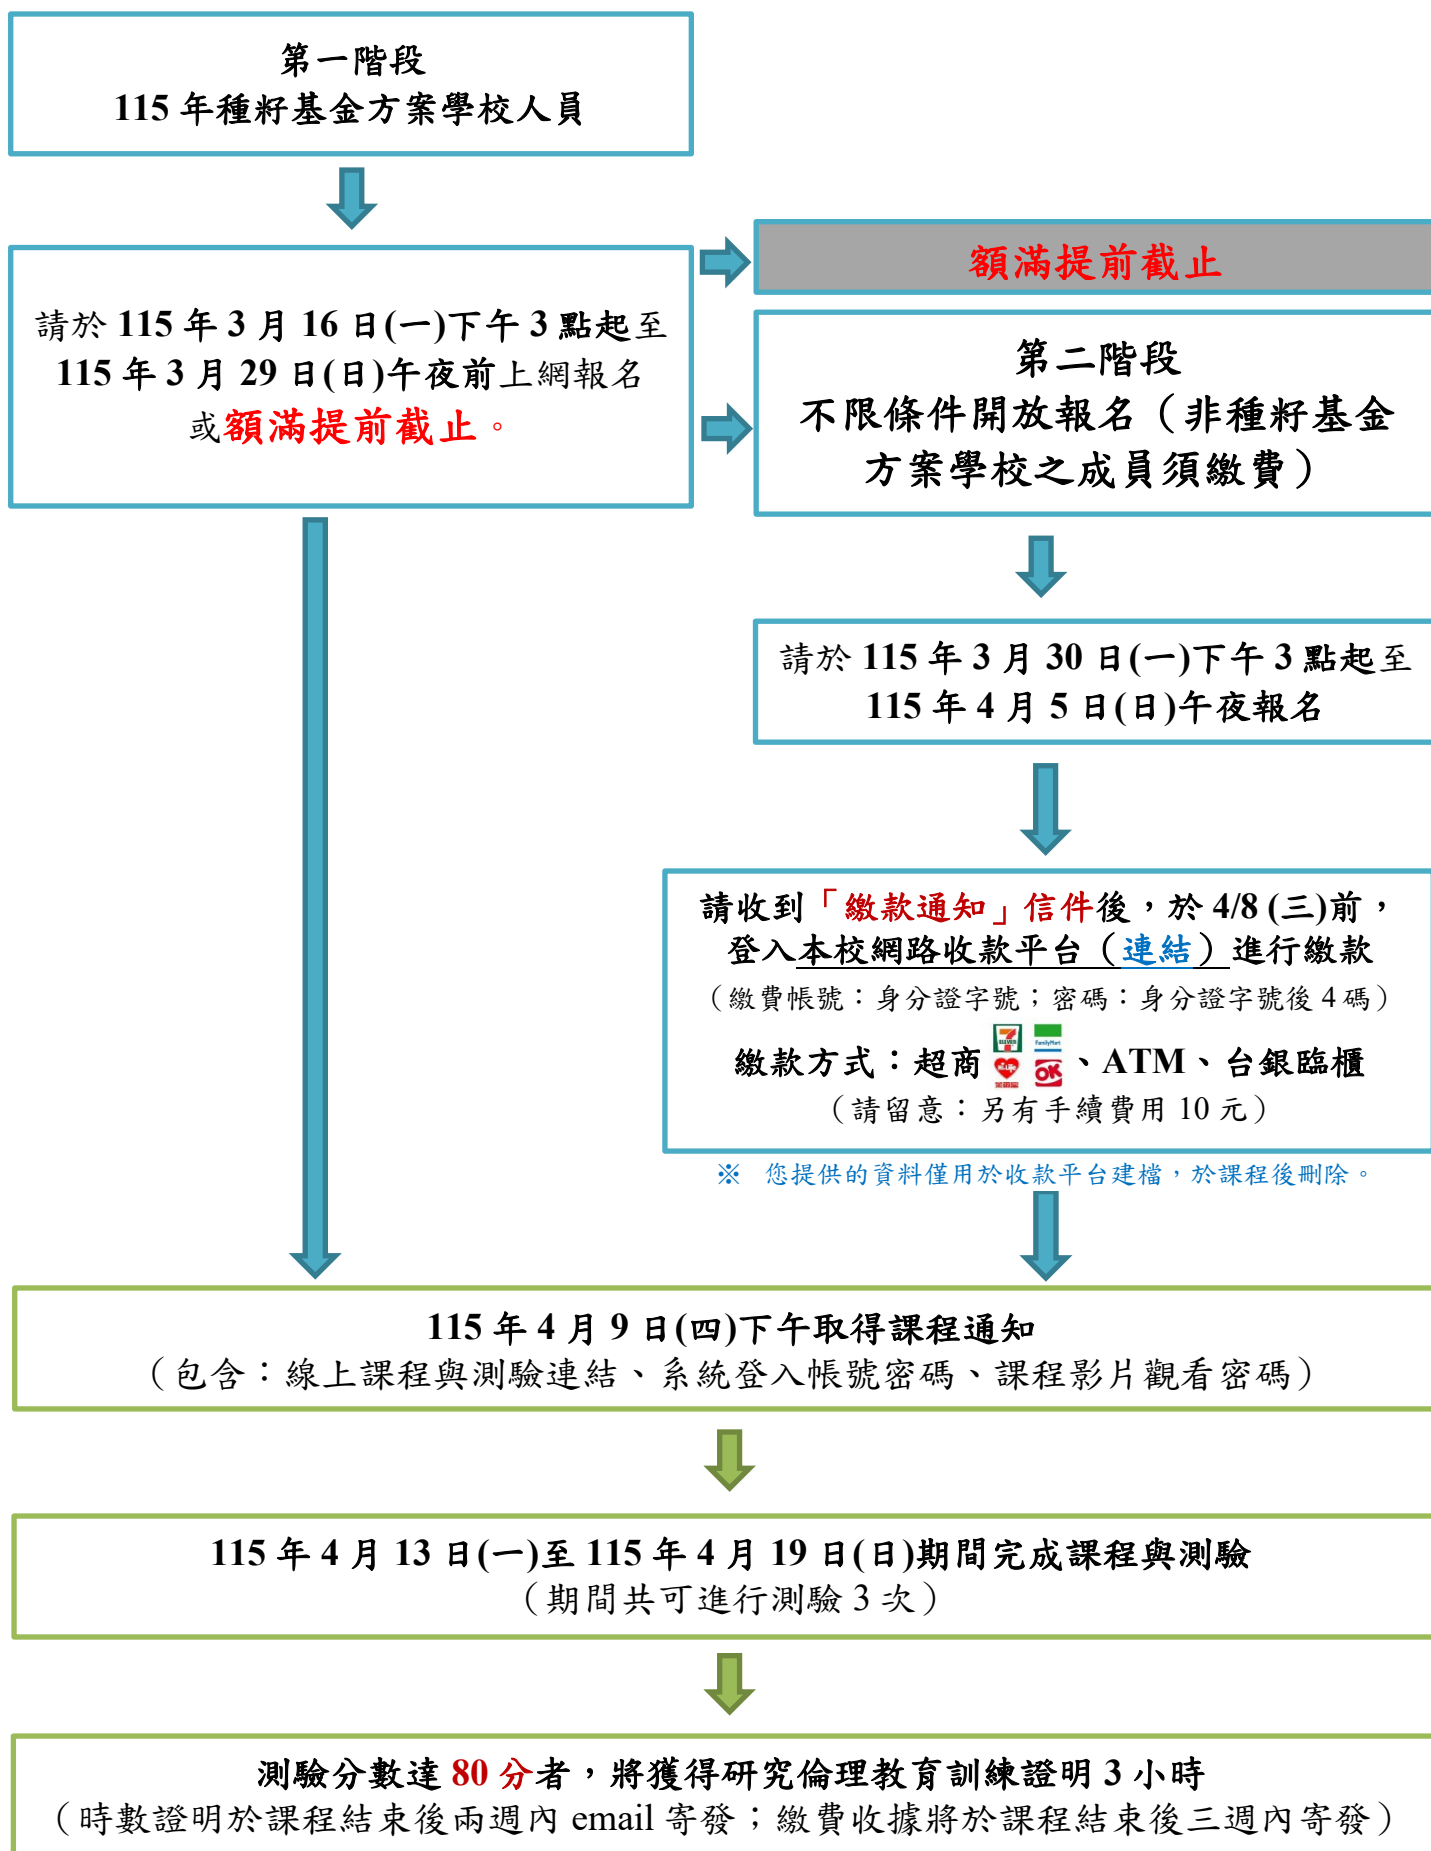 第一階段
115 年種籽基金方案學校人員
請於 115 年 3 月 16 日(一)下午 3 點起至
115 年 3 月 29 日(日)午夜前上網報名
或額滿提前截止。
額滿提前截止
第二階段
不限條件開放報名（非種籽基金
方案學校之成員須繳費）
請於 115 年 3 月 30 日(一)下午 3 點起至
115 年 4 月 5 日(日)午夜報名
請收到「繳款通知」信件後，於 4/8 (三)前，
登入本校網路收款平台（連結）進行繳款
（繳費帳號：身分證字號；密碼：身分證字號後 4 碼）
繳款方式：超商 7 ELEVEN FamilyMart Hi-Life 萊爾富 OK、ATM、台銀臨櫃
（請留意：另有手續費用 10 元）
※ 您提供的資料僅用於收款平台建檔，於課程後刪除。
115 年 4 月 9 日(四)下午取得課程通知
（包含：線上課程與測驗連結、系統登入帳號密碼、課程影片觀看密碼）
115 年 4 月 13 日(一)至 115 年 4 月 19 日(日)期間完成課程與測驗
（期間共可進行測驗 3 次）
測驗分數達 80 分者，將獲得研究倫理教育訓練證明 3 小時
（時數證明於課程結束後兩週內 email 寄發；繳費收據將於課程結束後三週內寄發）